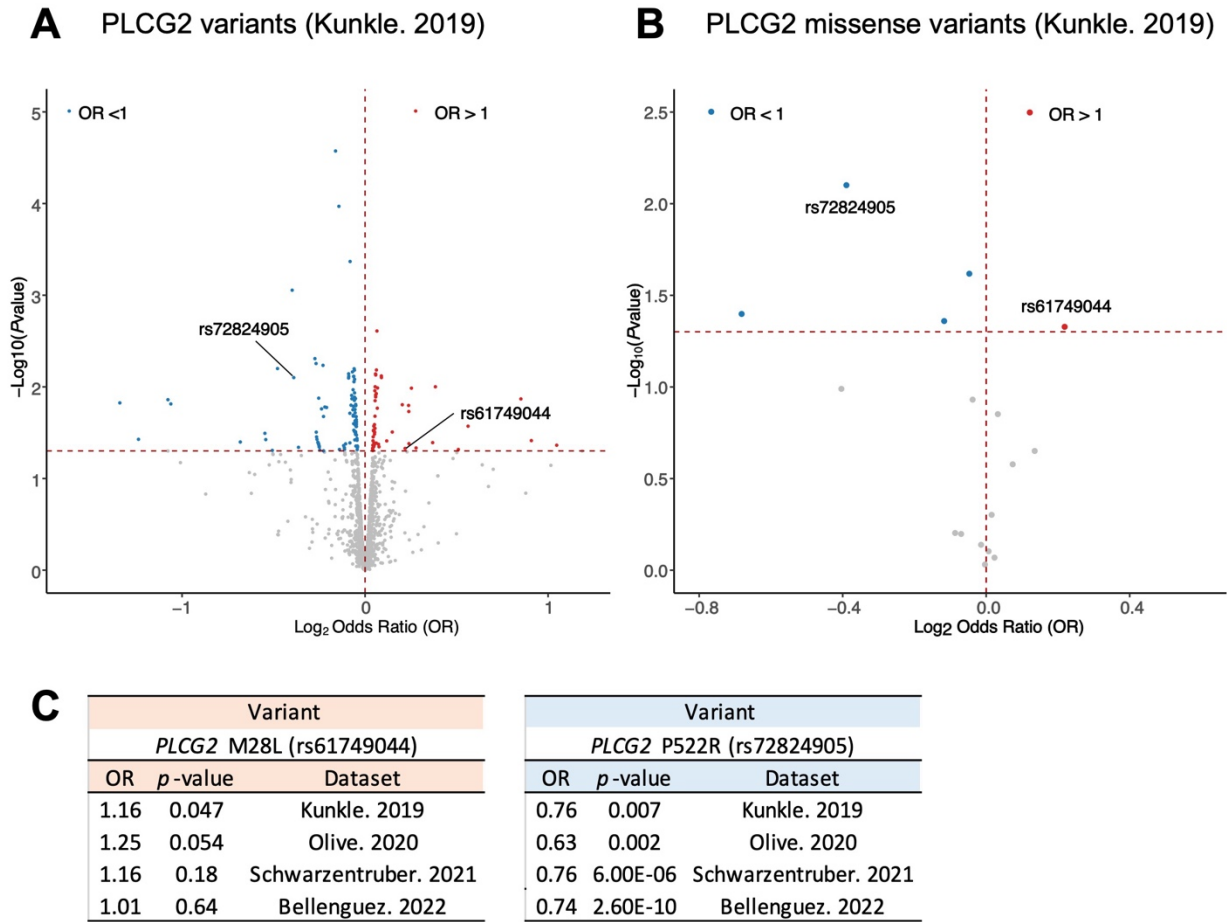 A PLCG2 variants (Kunkle. 2019)
B PLCG2 missense variants (Kunkle. 2019)
OR <1
OR > 1
rs72824905
rs61749044
−Log10(Pvalue)
5
4
3
2
1
0
−1
0
1
Log2 Odds Ratio (OR)
OR < 1
OR > 1
rs72824905
rs61749044
−Log10(Pvalue)
2.5
2.0
1.5
1.0
0.5
0.0
−0.8
−0.4
0.0
0.4
Log2 Odds Ratio (OR)
C
Variant
PLCG2 M28L (rs61749044)
OR p-value Dataset
1.16 0.047 Kunkle. 2019
1.25 0.054 Olive. 2020
1.16 0.18 Schwarzentruber. 2021
1.01 0.64 Bellenguez. 2022
Variant
PLCG2 P522R (rs72824905)
OR p-value Dataset
0.76 0.007 Kunkle. 2019
0.63 0.002 Olive. 2020
0.76 6.00E-06 Schwarzentruber. 2021
0.74 2.60E-10 Bellenguez. 2022